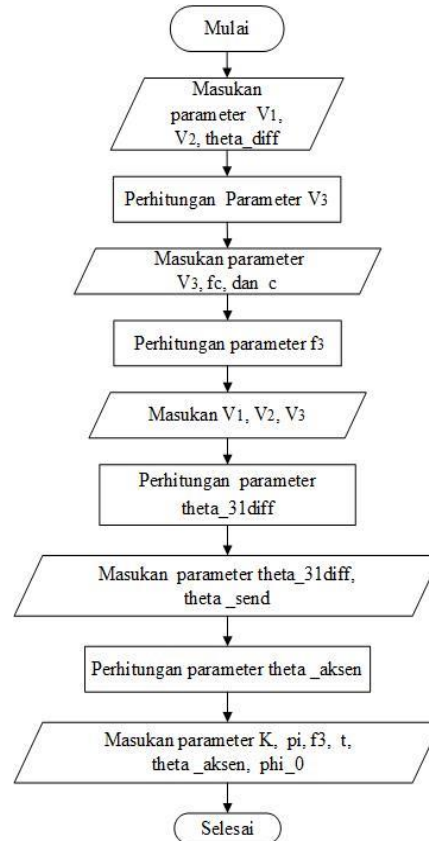 Mulai
Masukan
parameter V1,
V2, theta_diff
Perhitungan Parameter V3
Masukan parameter
V3, fc, dan c
Perhitungan parameter f3
Masukan V1, V2, V3
Perhitungan parameter
theta_31diff
Masukan parameter theta_31diff,
theta _send
Perhitungan parameter theta _aksen
Masukan parameter K, pi, f3, t,
theta _aksen, phi_0
Selesai